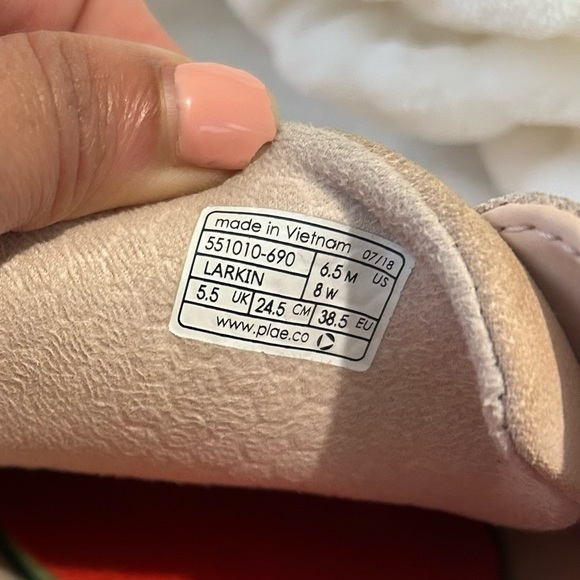 made in Vietnam 07/18
551010-690
6.5 M US
LARKIN
8 W
5.5 UK 24.5 CM 38.5 EU
www.plae.co